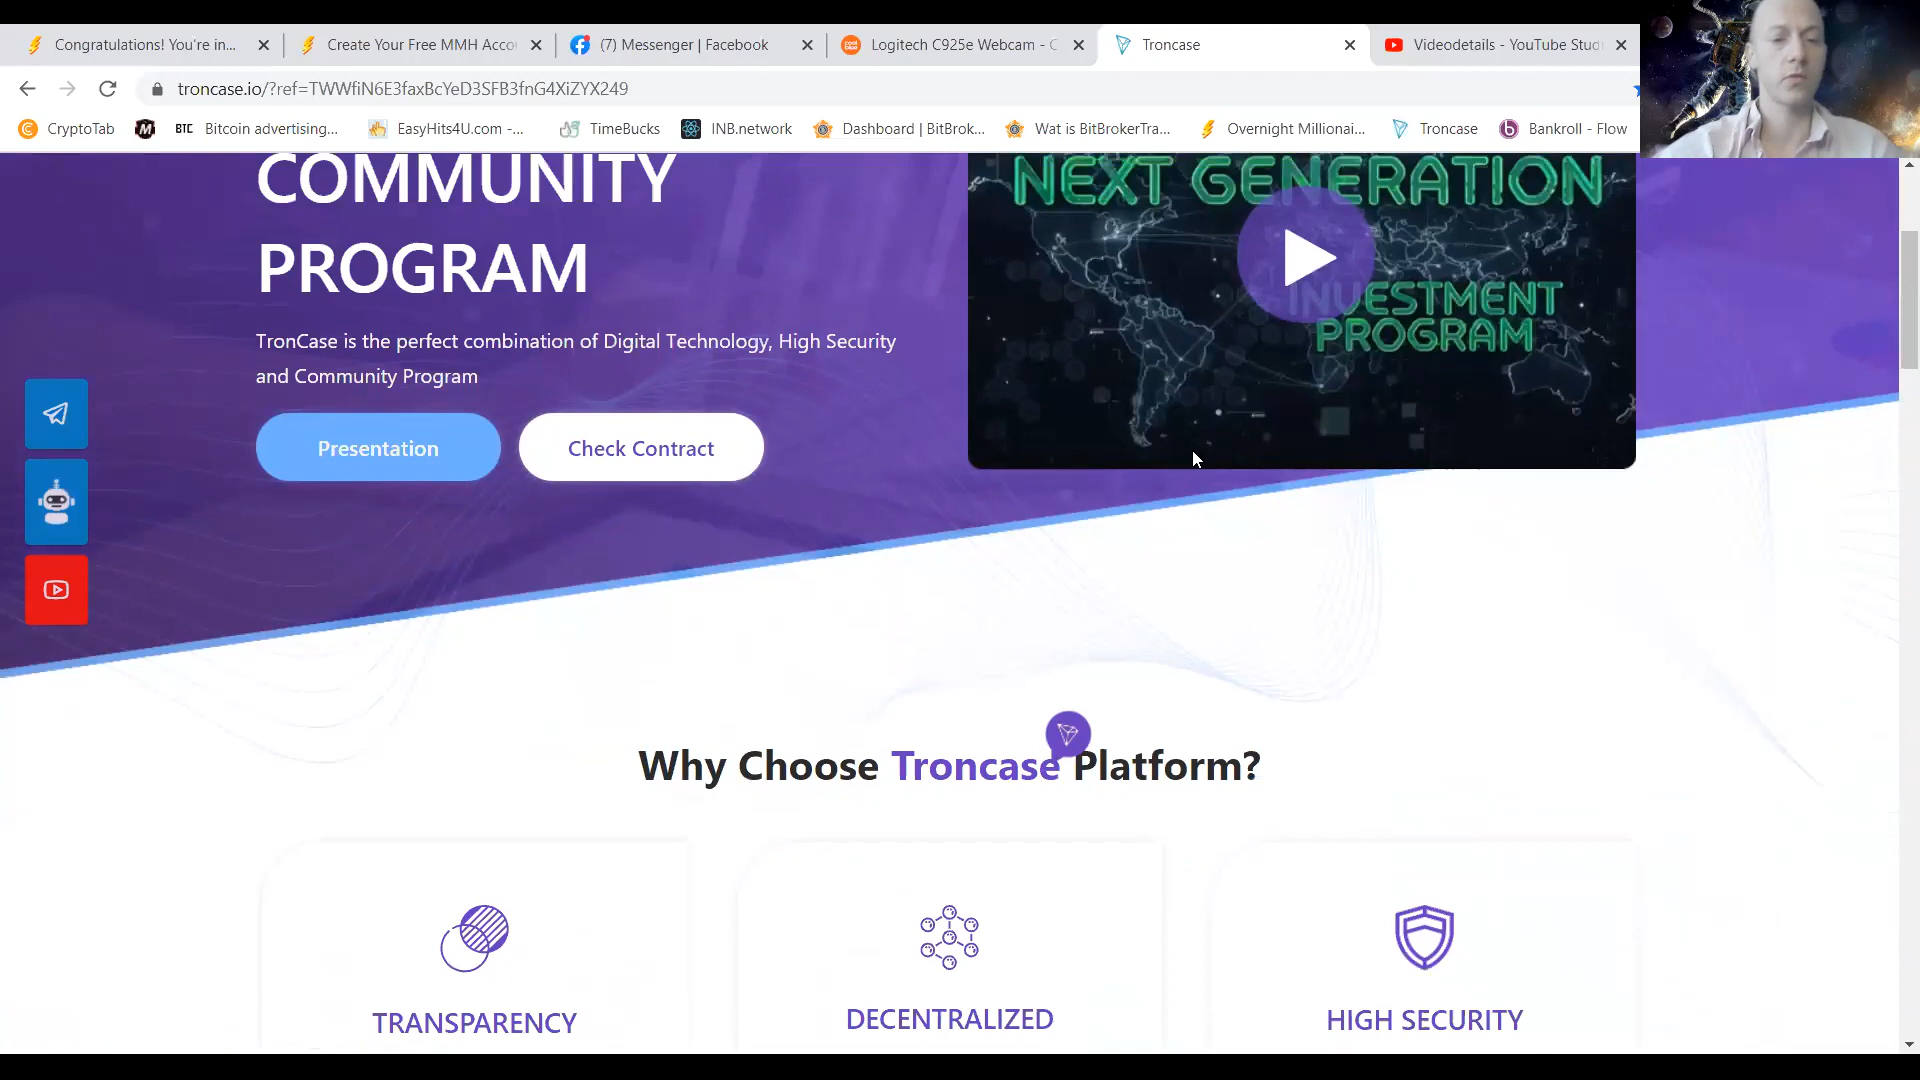 Congratulations! You're in...
Create Your Free MMH Acco
(7) Messenger | Facebook
Logitech C925e Webcam - C
Troncase
Videodetails - YouTube Stud
troncase.io/?ref=TWWfiN6E3faxBcYeD3SFB3fnG4XiZYX249
CryptoTab
BTC Bitcoin advertising...
EasyHits4U.com -...
TimeBucks
INB.network
Dashboard | BitBrok...
Wat is BitBrokerTra...
Overnight Millionai...
Troncase
Bankroll - Flow
COMMUNITY
PROGRAM
TronCase is the perfect combination of Digital Technology, High Security
and Community Program
Presentation
Check Contract
NEXT GENERATION
INVESTMENT
PROGRAM
Why Choose Troncase Platform?
TRANSPARENCY
DECENTRALIZED
HIGH SECURITY